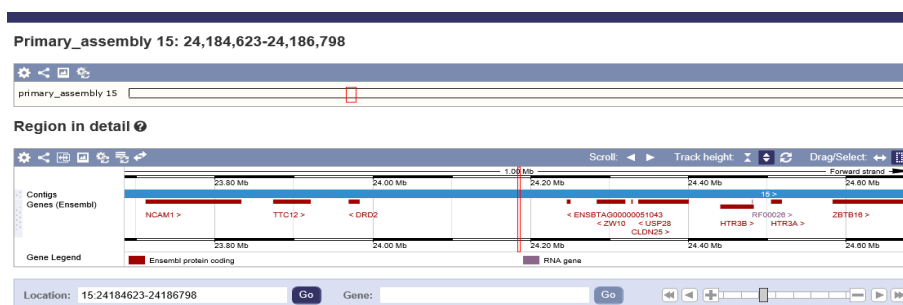 Primary_assembly 15: 24,184,623-24,186,798
primary_assembly 15
Region in detail
Scroll: Track height: Drag/Select:
1.00 Mb Forward strand
23.80 Mb 24.00 Mb 24.20 Mb 24.40 Mb 24.60 Mb
Contigs 15 >
Genes (Ensembl)
NCAM1 > TTC12 > < DRD2 < ENSBTAG00000051043 RF00026 > ZBTB16 >
< ZW10 < USP28 HTR3B > HTR3A >
CLDN25 >
23.80 Mb 24.00 Mb 24.20 Mb 24.40 Mb 24.60 Mb
Gene Legend Ensembl protein coding RNA gene
Location: 15:24184623-24186798 Go Gene: Go